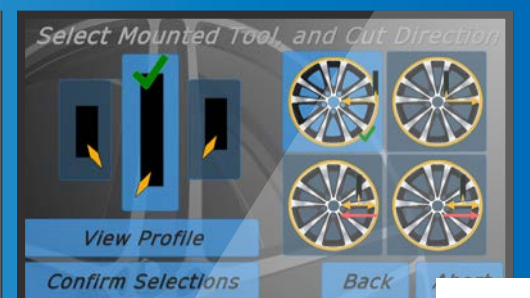 Select Mounted Tool, and Cut Direction
View Profile
Confirm Selections
Back